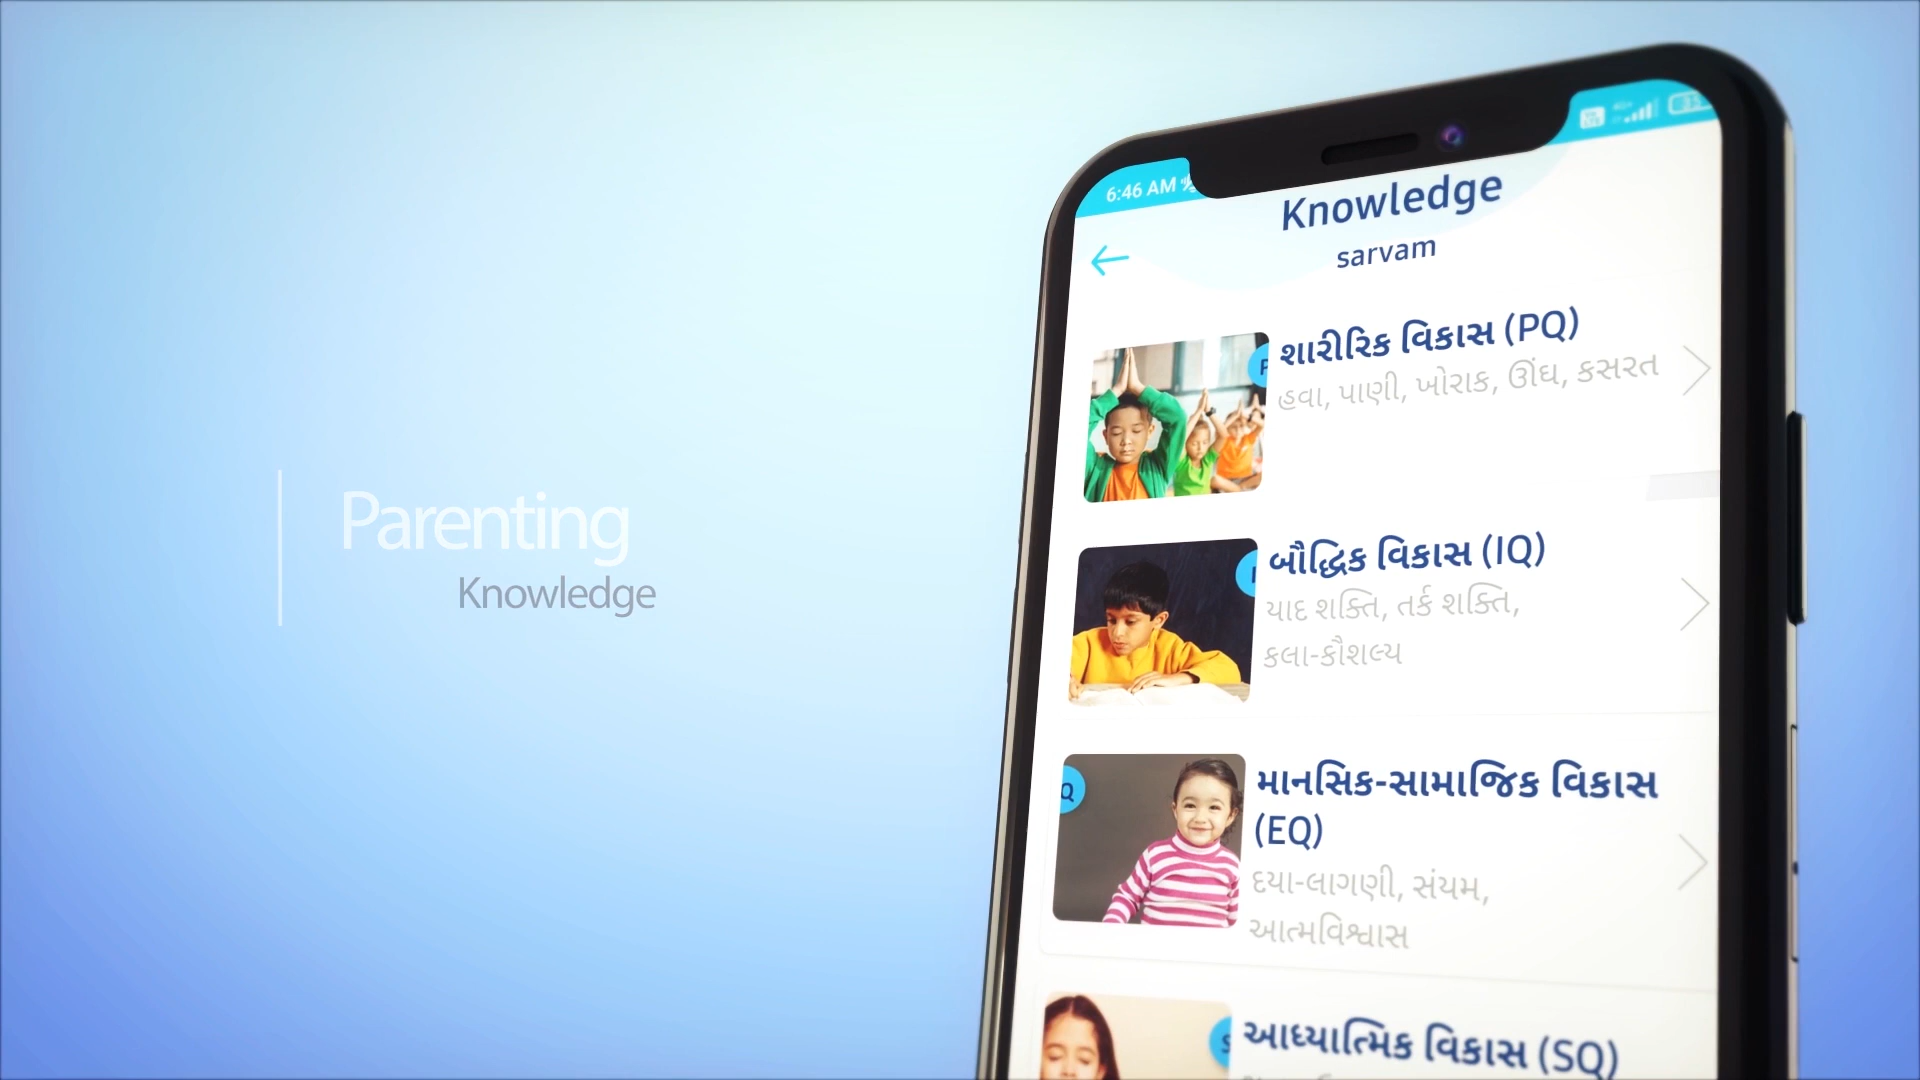 Parenting
Knowledge
6:46 AM
Knowledge
sarvam
શારીરિક વિકાસ (PQ)
હવા, પાણી, ખોરાક, ઊંઘ, કસરત
બૌદ્ધિક વિકાસ (IQ)
યાદ શક્તિ, તર્ક શક્તિ,
કલા-કૌશલ્ય
માનસિક-સામાજિક વિકાસ
(EQ)
દયા-લાગણી, સંયમ,
આત્મવિશ્વાસ
આધ્યાત્મિક વિકાસ (SQ)